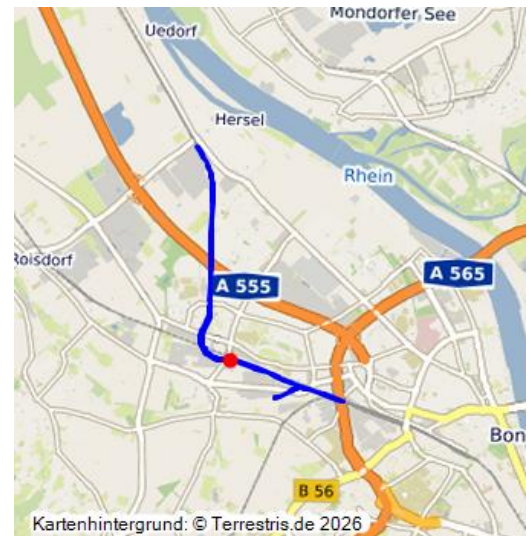 Mondorfer See
Uedorf
Hersel
Rhein
Roisdorf
A 555
A 565
Bon
B 56
Kartenhintergrund: © Terrestris.de 2026